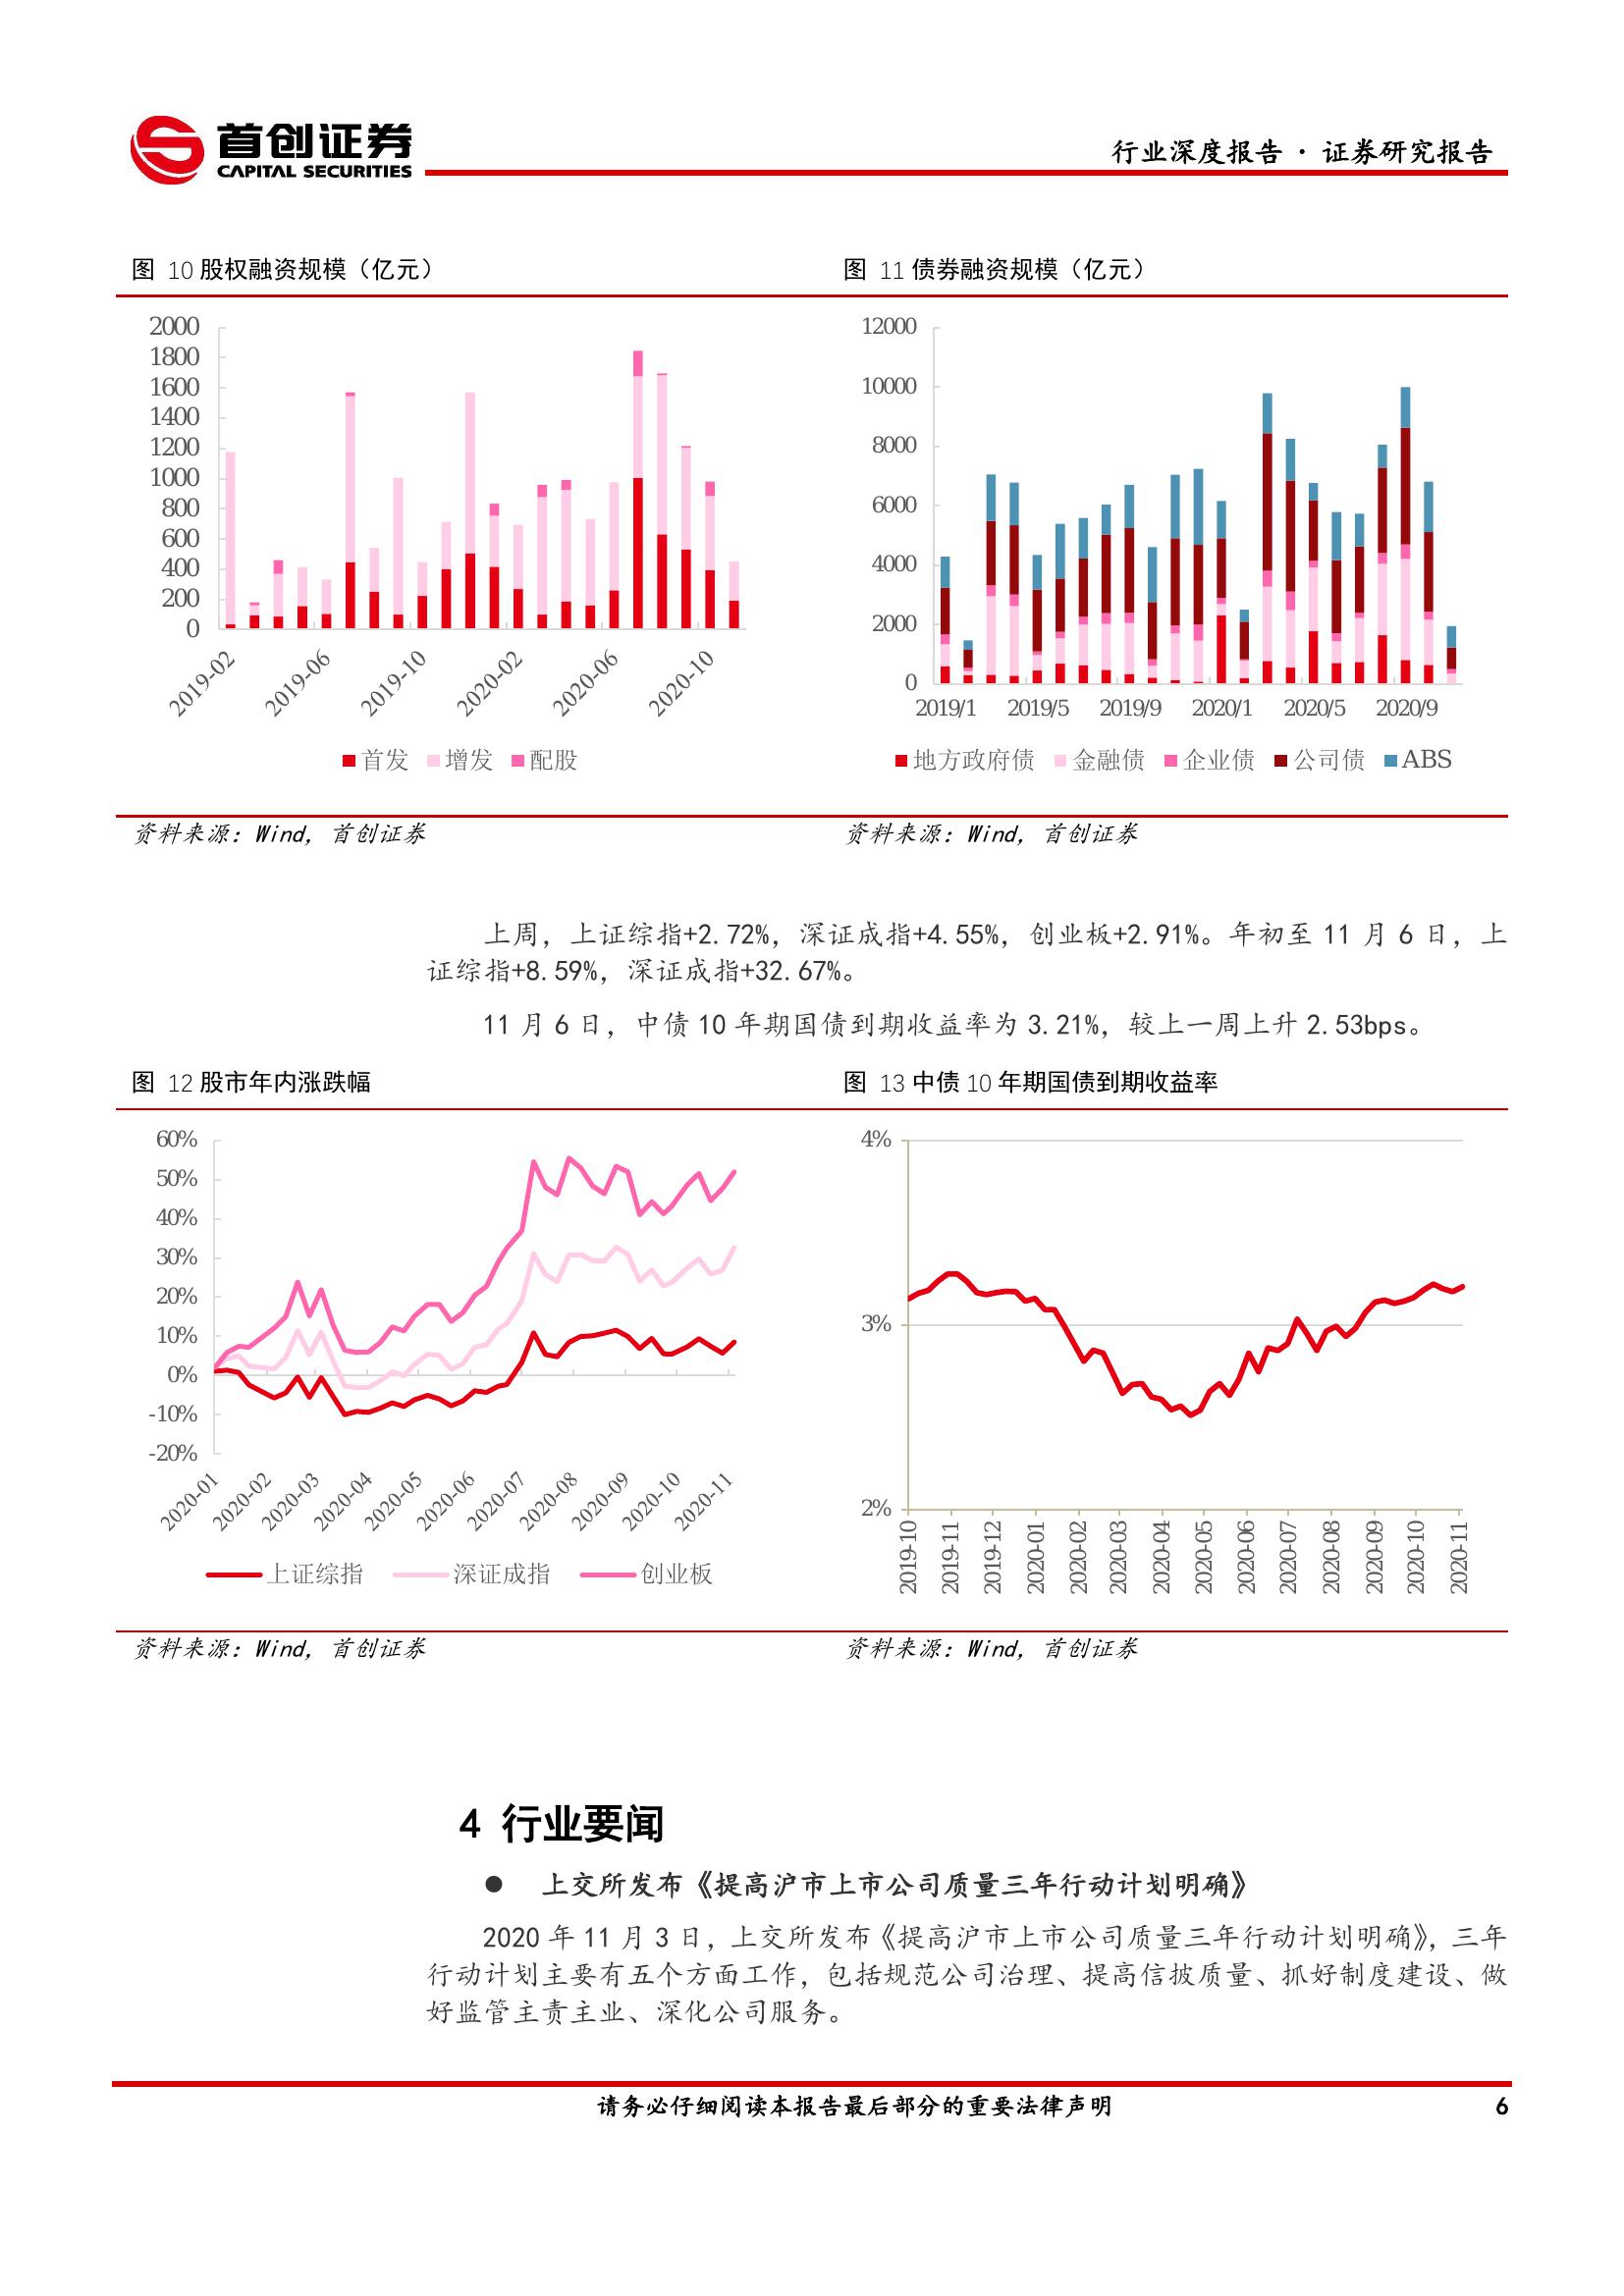 首创证券
CAPITAL SECURITIES
行业深度报告 · 证券研究报告
图 10 股权融资规模（亿元）
2000
1800
1600
1400
1200
1000
800
600
400
200
0
2019-02
2019-06
2019-10
2020-02
2020-06
2020-10
首发 增发 配股
资料来源：Wind，首创证券
图 11 债券融资规模（亿元）
12000
10000
8000
6000
4000
2000
0
2019/1 2019/5 2019/9 2020/1 2020/5 2020/9
地方政府债 金融债 企业债 公司债 ABS
资料来源：Wind，首创证券
上周，上证综指+2.72%，深证成指+4.55%，创业板+2.91%。年初至 11 月 6 日，上
证综指+8.59%，深证成指+32.67%。
11 月 6 日，中债 10 年期国债到期收益率为 3.21%，较上一周上升 2.53bps。
图 12 股市年内涨跌幅
60%
50%
40%
30%
20%
10%
0%
-10%
-20%
2020-01
2020-02
2020-03
2020-04
2020-05
2020-06
2020-07
2020-08
2020-09
2020-10
2020-11
上证综指 深证成指 创业板
资料来源：Wind，首创证券
图 13 中债 10 年期国债到期收益率
4%
3%
2%
2019-10
2019-11
2019-12
2020-01
2020-02
2020-03
2020-04
2020-05
2020-06
2020-07
2020-08
2020-09
2020-10
2020-11
资料来源：Wind，首创证券
4 行业要闻
● 上交所发布《提高沪市上市公司质量三年行动计划明确》
2020 年 11 月 3 日，上交所发布《提高沪市上市公司质量三年行动计划明确》，三年
行动计划主要有五个方面工作，包括规范公司治理、提高信披质量、抓好制度建设、做
好监管主责主业、深化公司服务。
请务必仔细阅读本报告最后部分的重要法律声明
6